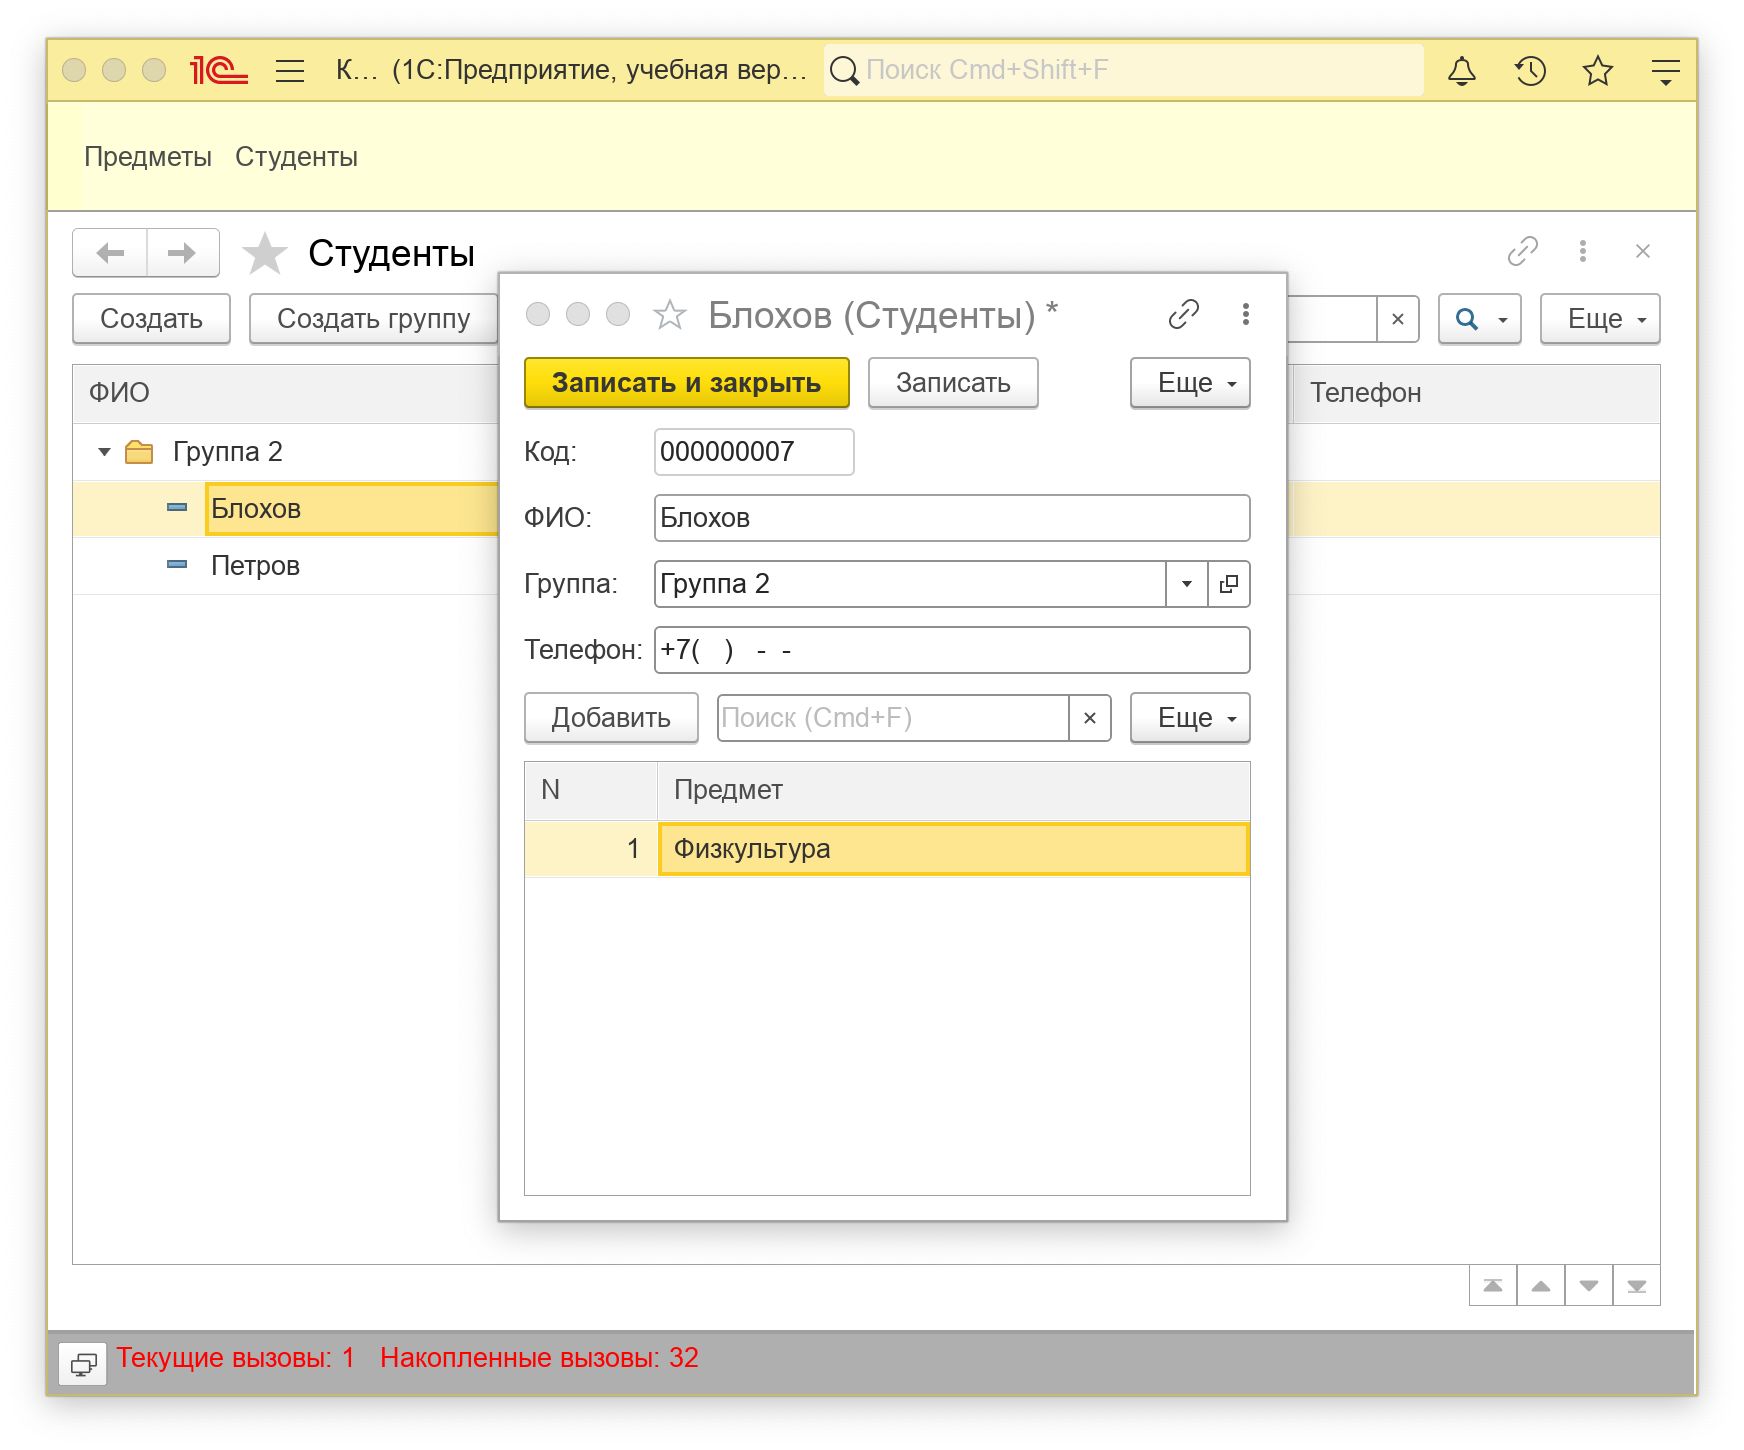 1С К... (1С:Предприятие, учебная вер... Поиск Cmd+Shift+F
Предметы Студенты
Студенты
Создать Создать группу Еще
ФИО Телефон
Группа 2
Блохов
Петров
Блохов (Студенты) *
Записать и закрыть Записать Еще
Код: 000000007
ФИО: Блохов
Группа: Группа 2
Телефон: +7( ) - -
Добавить Поиск (Cmd+F) Еще
N Предмет
1 Физкультура
Текущие вызовы: 1 Накопленные вызовы: 32